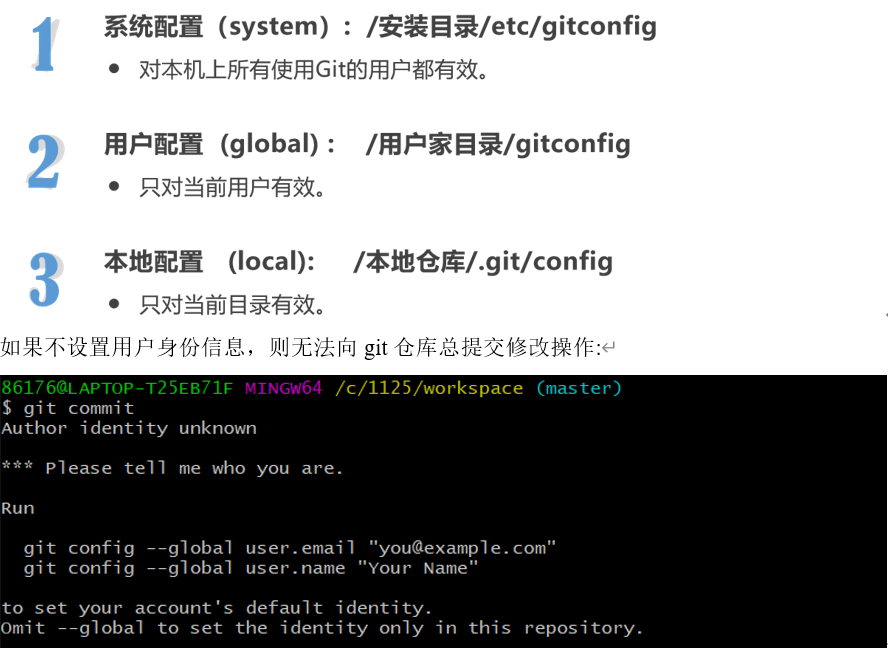 1 系统配置（system）：/安装目录/etc/gitconfig
● 对本机上所有使用Git的用户都有效。
2 用户配置（global）： /用户家目录/gitconfig
● 只对当前用户有效。
3 本地配置 （local): /本地仓库/.git/config
● 只对当前目录有效。
如果不设置用户身份信息，则无法向 git 仓库总提交修改操作:↵
86176@LAPTOP-T25EB71F MINGW64 /c/1125/workspace (master)
$ git commit
Author identity unknown
*** Please tell me who you are.
Run
git config --global user.email "you@example.com"
git config --global user.name "Your Name"
to set your account's default identity.
Omit --global to set the identity only in this repository.